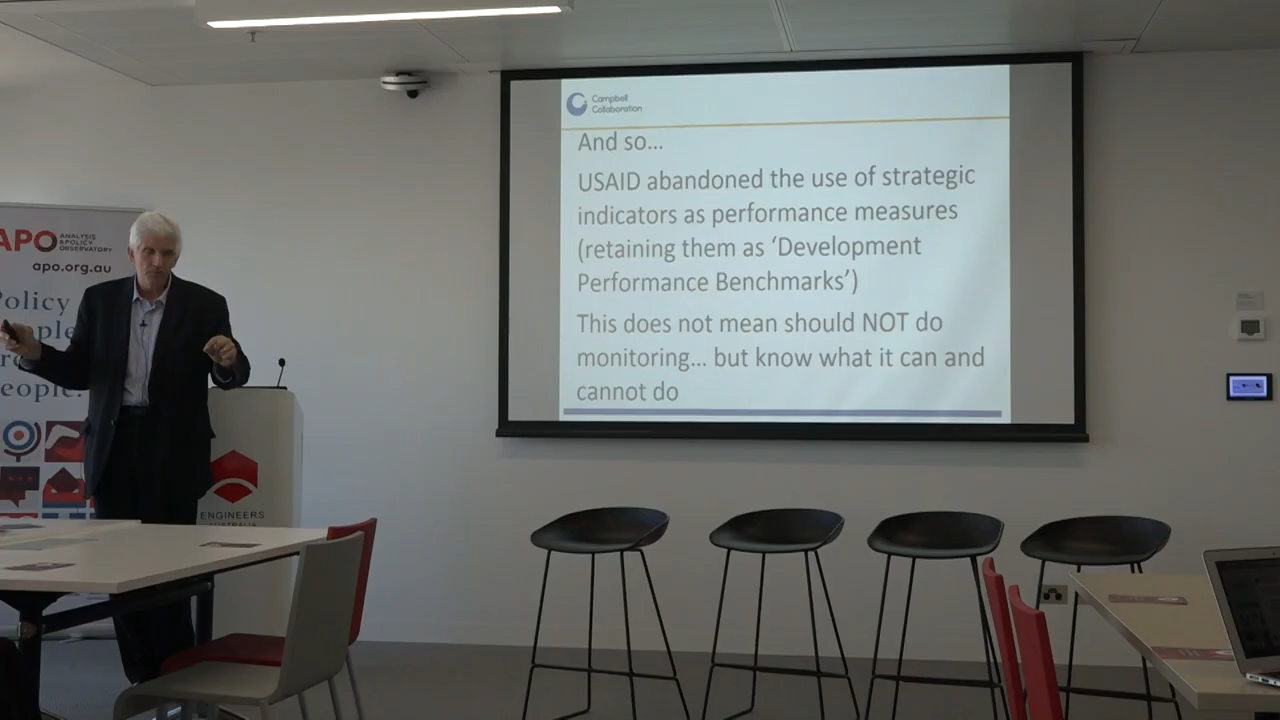 Campbell
Collaboration
And so...
USAID abandoned the use of strategic
indicators as performance measures
(retaining them as ‘Development
Performance Benchmarks’)
This does not mean should NOT do
monitoring... but know what it can and
cannot do
APO ANALYSIS
& POLICY
OBSERVATORY
apo.org.au
Policy
eople.
ENGINEERS
AUSTRALIA